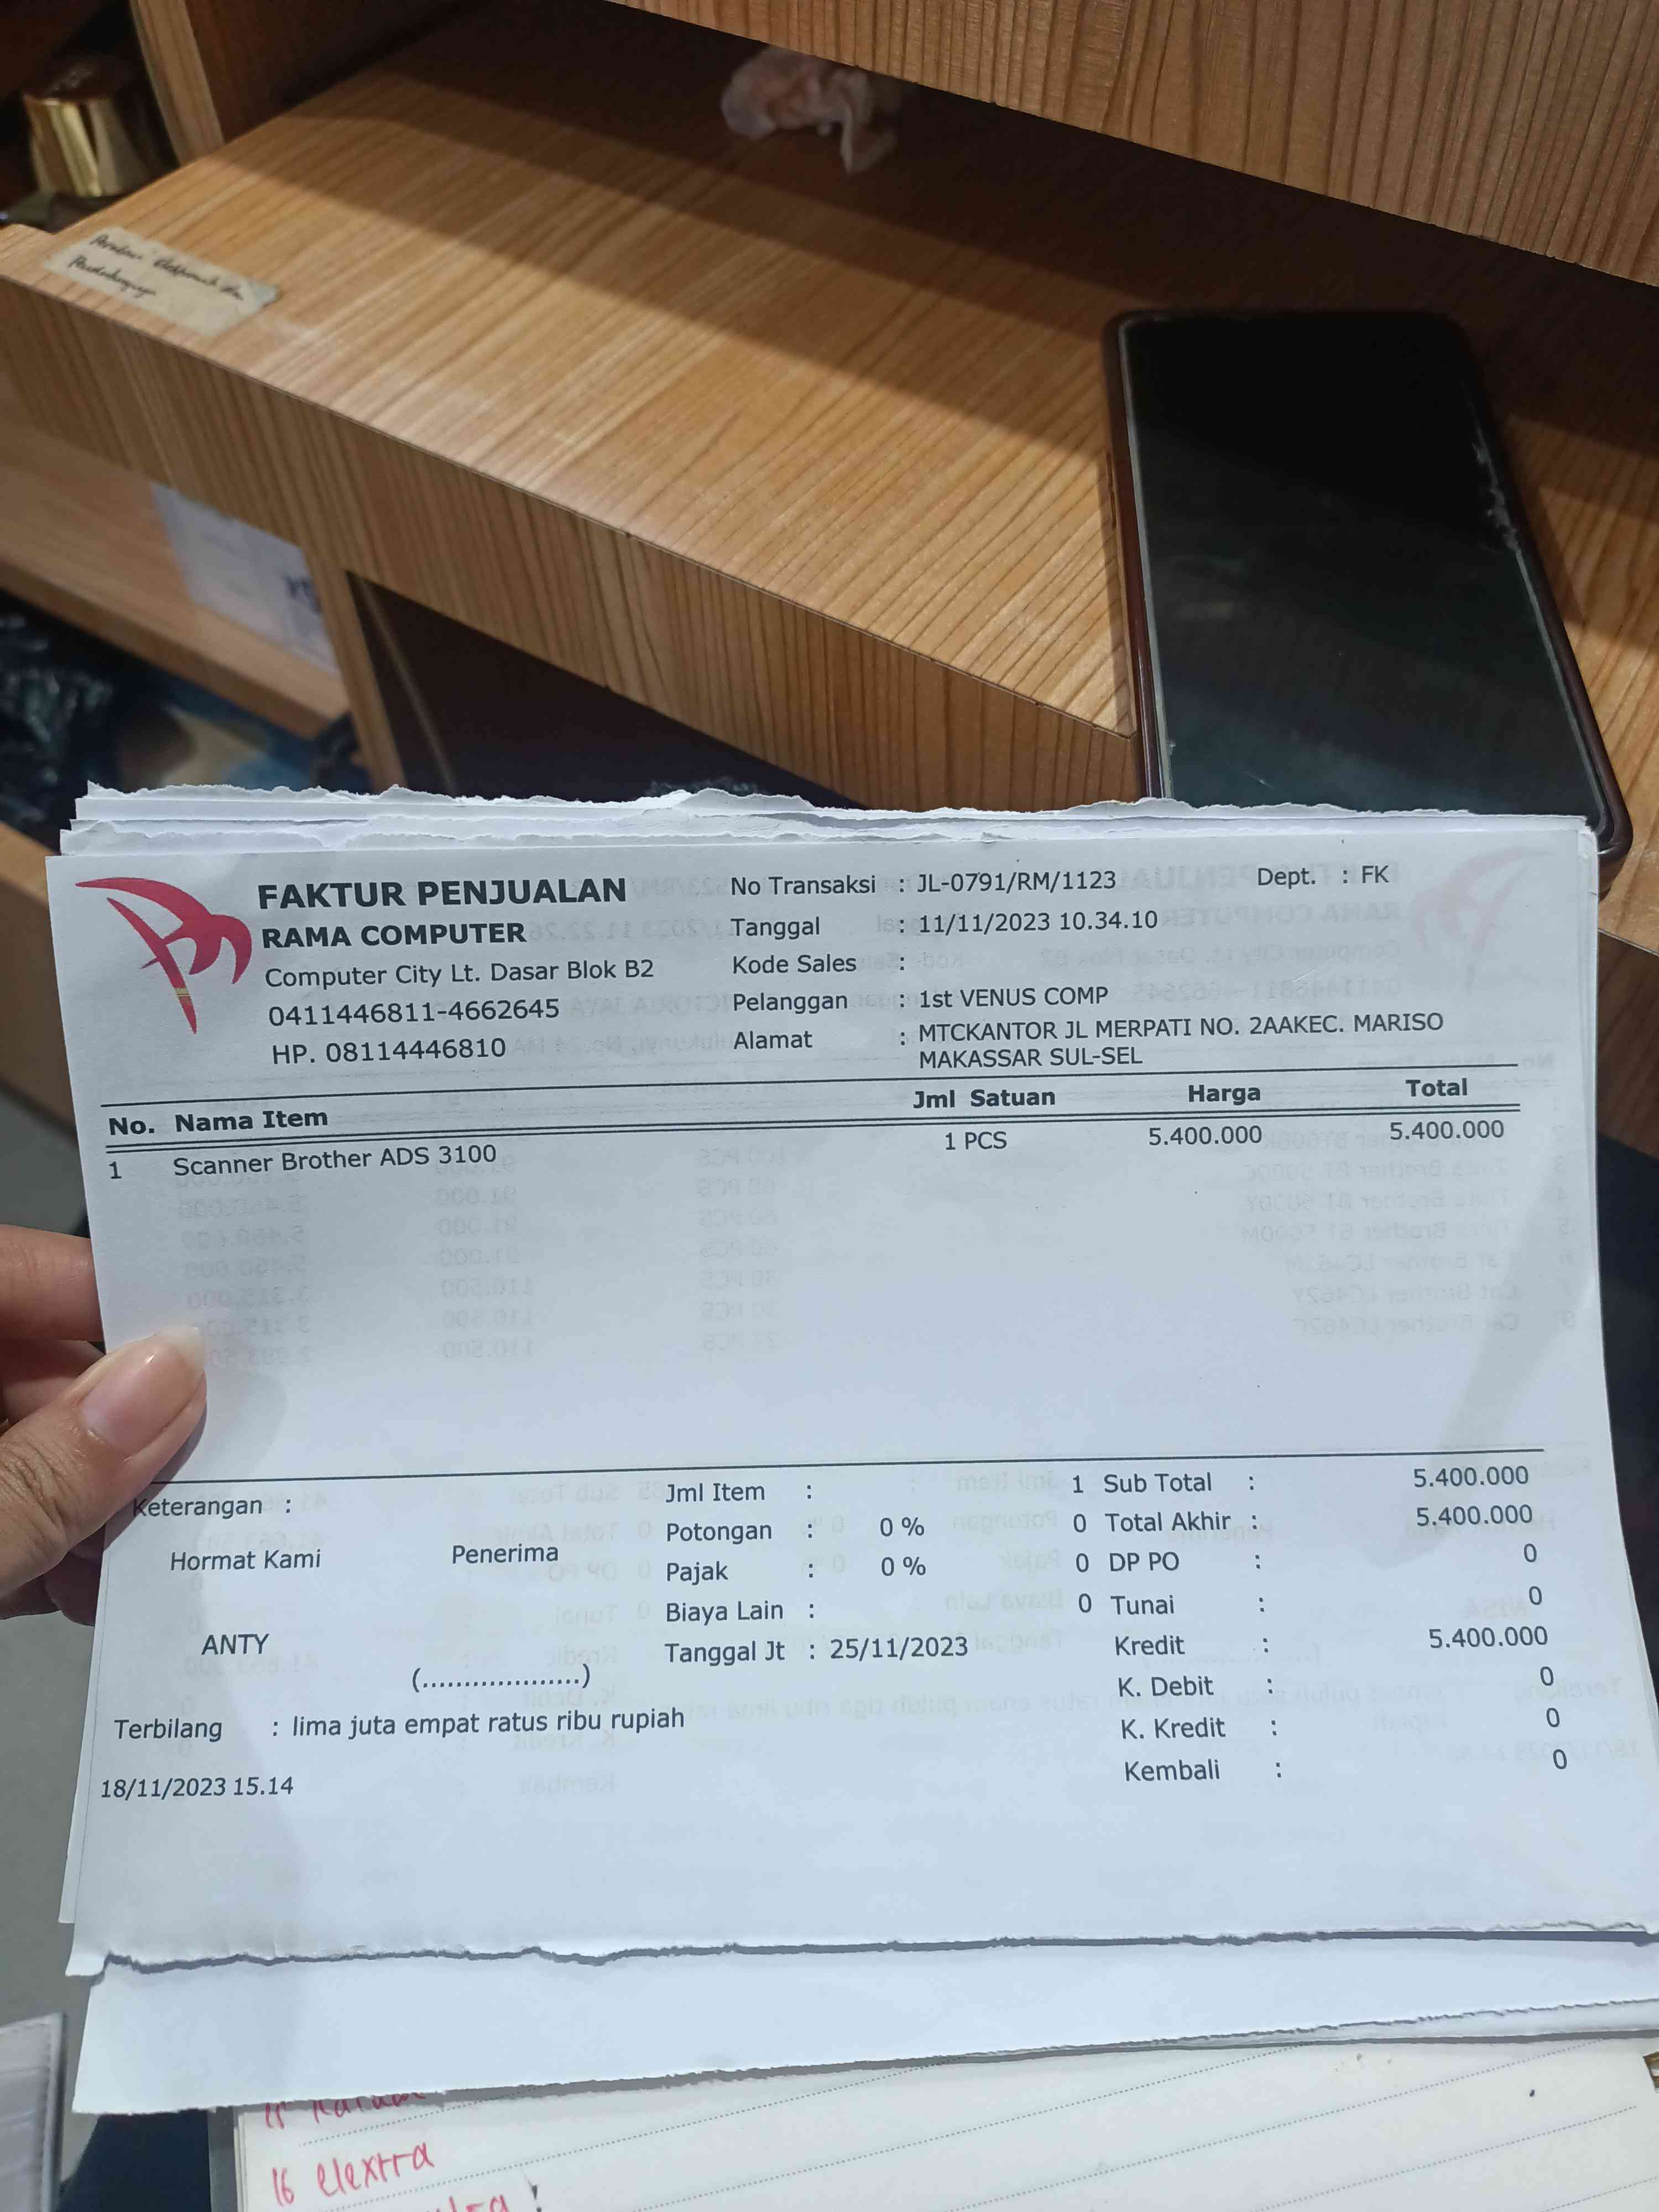 FAKTUR PENJUALAN
RAMA COMPUTER
Computer City Lt. Dasar Blok B2
0411446811-4662645
HP. 08114446810
No Transaksi : JL-0791/RM/1123
Dept. : FK
Tanggal : 11/11/2023 10.34.10
Kode Sales :
Pelanggan : 1st VENUS COMP
Alamat : MTCKANTOR JL MERPATI NO. 2AAKEC. MARISO
MAKASSAR SUL-SEL
No. Nama Item Jml Satuan Harga Total
1 Scanner Brother ADS 3100 1 PCS 5.400.000 5.400.000
Keterangan :
Hormat Kami Penerima
ANTY
(...................)
Jml Item : 1
Potongan : 0 % 0
Pajak : 0 % 0
Biaya Lain : 0
Tanggal Jt : 25/11/2023
Sub Total : 5.400.000
Total Akhir : 5.400.000
DP PO : 0
Tunai : 0
Kredit : 5.400.000
K. Debit : 0
K. Kredit : 0
Kembali : 0
Terbilang : lima juta empat ratus ribu rupiah
18/11/2023 15.14
16 elextra